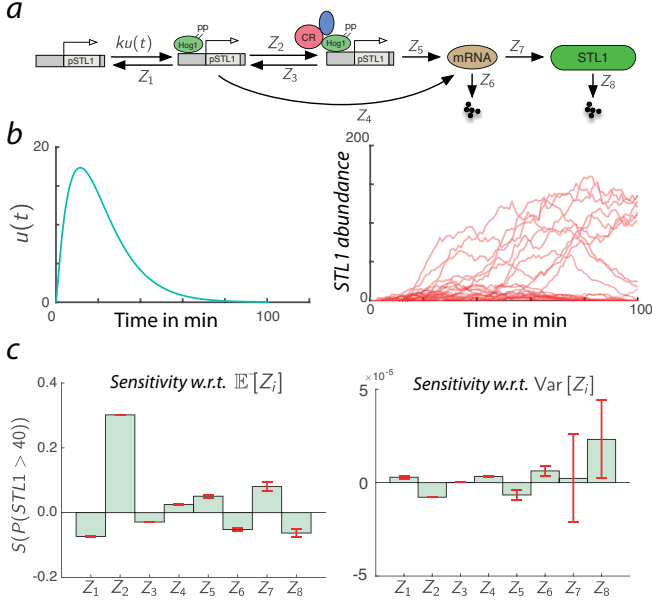 a
pp
pp
ku(t)
Hog1
Z2
CR
Hog1
Z5
Z7
mRNA
STL1
pSTL1
Z1
pSTL1
Z3
pSTL1
Z6
Z8
Z4
b
20
200
u(t)
STL1 abundance
100
0
0
0
100
0
100
Time in min
Time in min
c
×10^-5
Sensitivity w.r.t. 𝔼[Zi]
Sensitivity w.r.t. Var [Zi]
0.4
5
S(P(STL1 > 40))
0.2
0.0
0
-0.2
-5
Z1 Z2 Z3 Z4 Z5 Z6 Z7 Z8
Z1 Z2 Z3 Z4 Z5 Z6 Z7 Z8